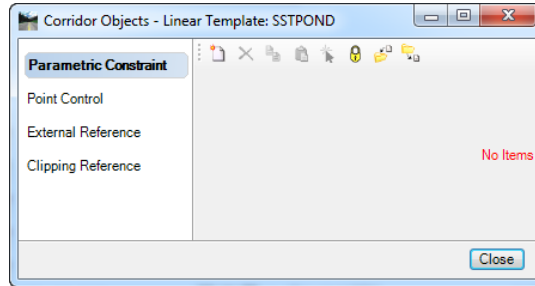 Corridor Objects - Linear Template: SSTPOND
Parametric Constraint
Point Control
External Reference
Clipping Reference
No Items
Close